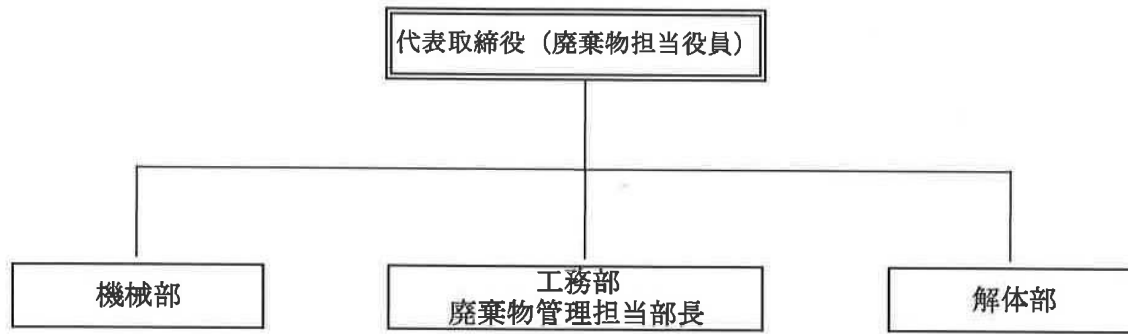 代表取締役（廃棄物担当役員）
機械部
工務部
廃棄物管理担当部長
解体部